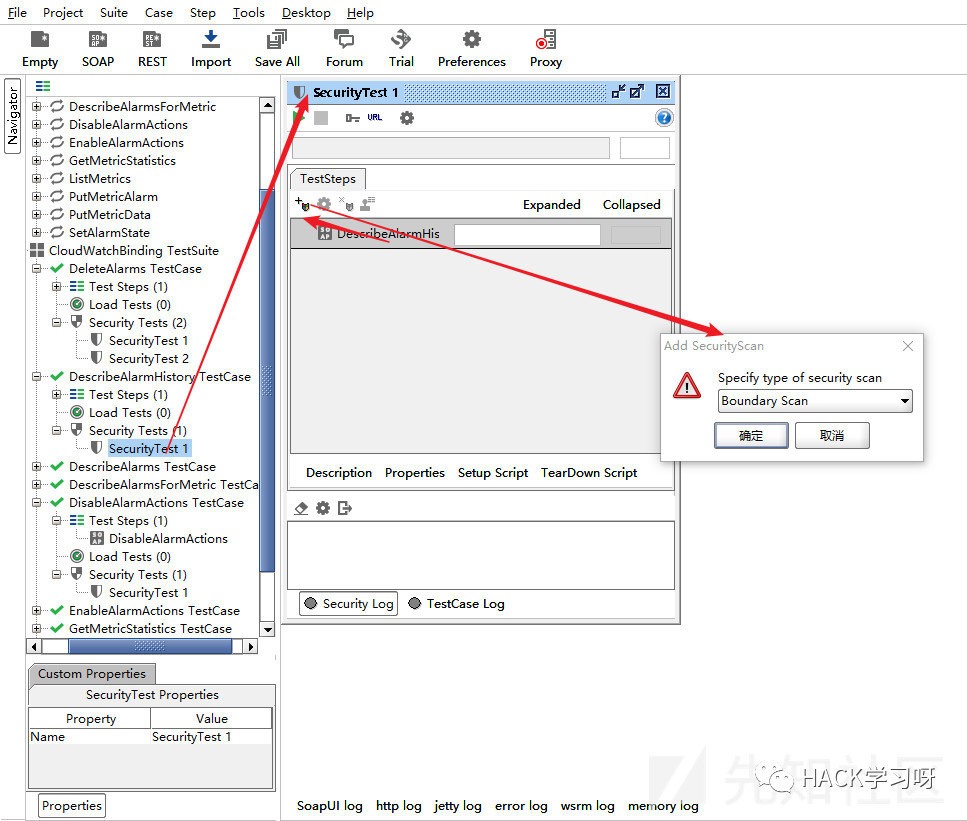 File Project Suite Case Step Tools Desktop Help
Empty SOAP REST Import Save All Forum Trial Preferences Proxy
Navigator
DescribeAlarmsForMetric
DisableAlarmActions
EnableAlarmActions
GetMetricStatistics
ListMetrics
PutMetricAlarm
PutMetricData
SetAlarmState
CloudWatchBinding TestSuite
DeleteAlarms TestCase
Test Steps (1)
Load Tests (0)
Security Tests (2)
SecurityTest 1
SecurityTest 2
DescribeAlarmHistory TestCase
Test Steps (1)
Load Tests (0)
Security Tests (1)
SecurityTest 1
DescribeAlarms TestCase
DescribeAlarmsForMetric TestCa
DisableAlarmActions TestCase
Test Steps (1)
DisableAlarmActions
Load Tests (0)
Security Tests (1)
SecurityTest 1
EnableAlarmActions TestCase
GetMetricStatistics TestCase
Custom Properties
SecurityTest Properties
Property Value
Name SecurityTest 1
Properties
SecurityTest 1
URL
TestSteps
Expanded Collapsed
DescribeAlarmHis
Description Properties Setup Script TearDown Script
Security Log TestCase Log
Add SecurityScan
Specify type of security scan
Boundary Scan
确定 取消
SoapUI log http log jetty log error log wsrm log memory log
先知社区
HACK学习呀